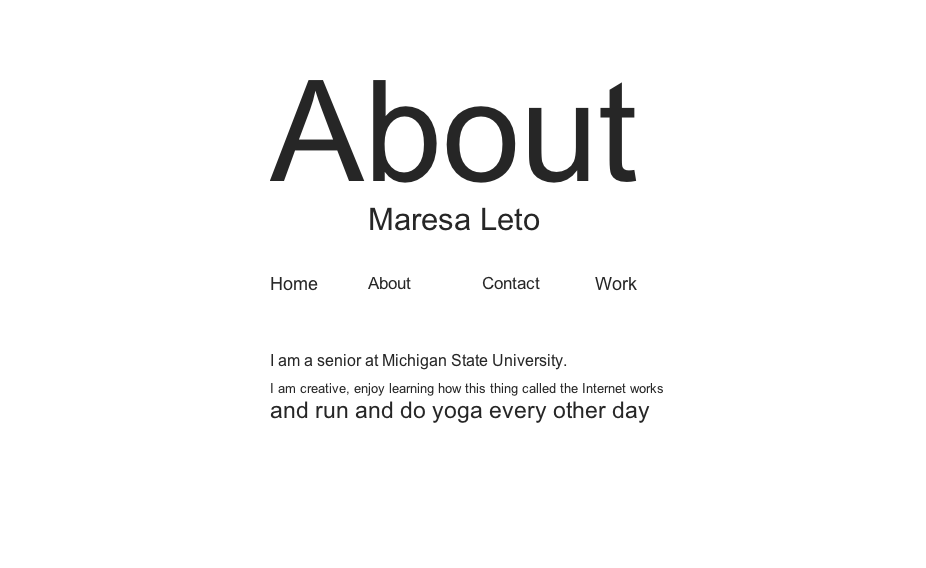 About
Maresa Leto
Home About Contact Work
I am a senior at Michigan State University.
I am creative, enjoy learning how this thing called the Internet works
and run and do yoga every other day